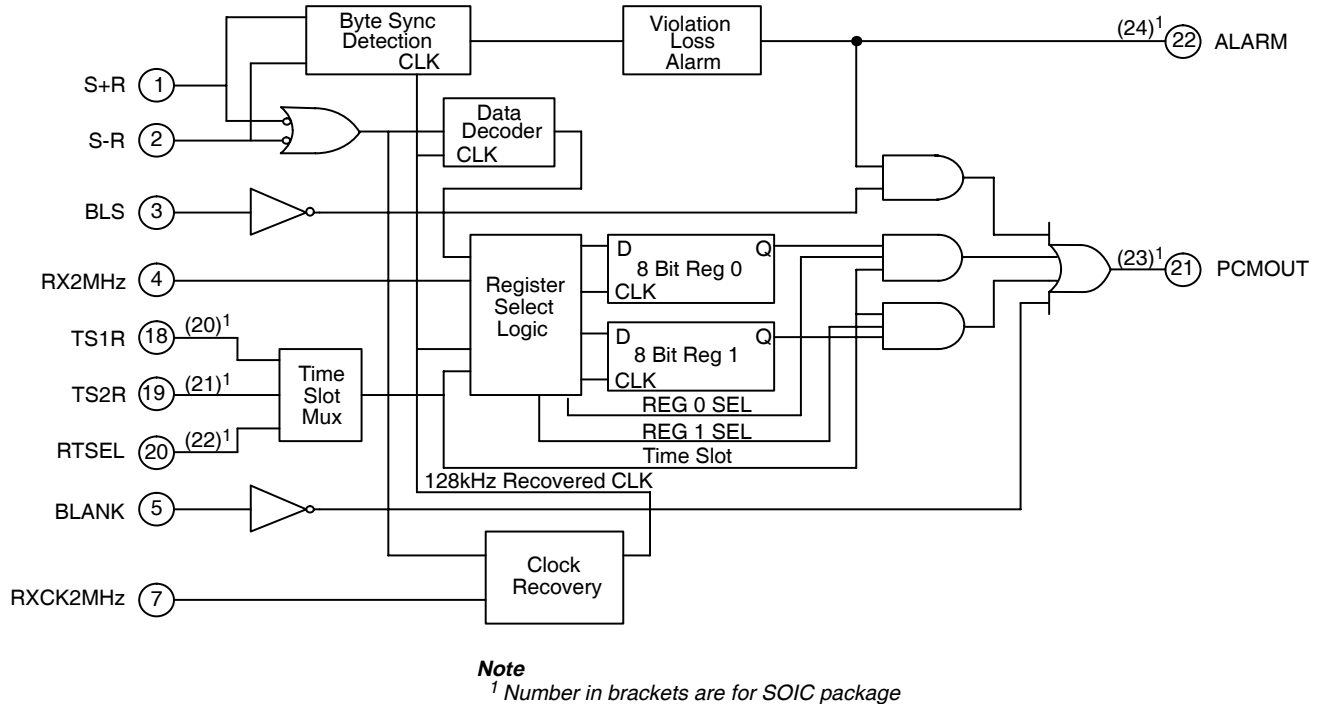 Byte Sync
Detection
CLK
Violation
Loss
Alarm
(24)1
22
ALARM
S+R
1
S-R
2
Data
Decoder
CLK
BLS
3
RX2MHz
4
Register
Select
Logic
D
Q
8 Bit Reg 0
CLK
D
Q
8 Bit Reg 1
CLK
(23)1
21
PCMOUT
TS1R
18
(20)1
TS2R
19
(21)1
RTSEL
20
(22)1
Time
Slot
Mux
REG 0 SEL
REG 1 SEL
Time Slot
128kHz Recovered CLK
BLANK
5
Clock
Recovery
RXCK2MHz
7
Note
1 Number in brackets are for SOIC package